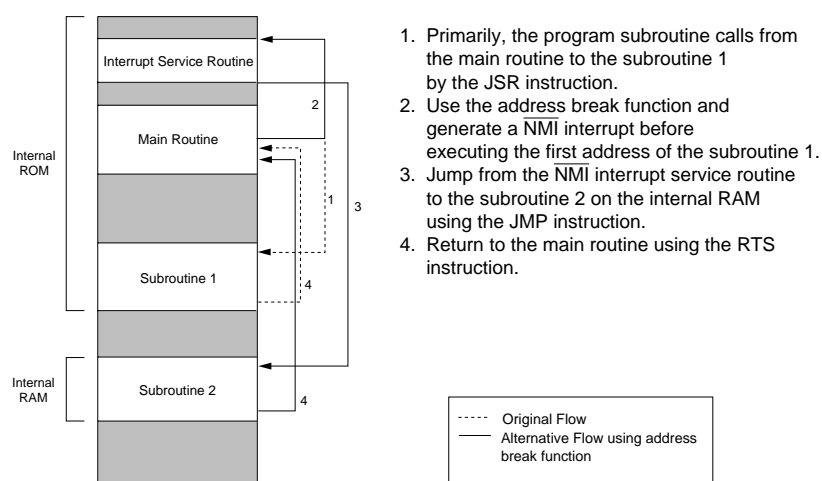 Interrupt Service Routine
2
Main Routine
Internal
ROM
1
3
Subroutine 1
4
Internal
RAM
Subroutine 2
4
1. Primarily, the program subroutine calls from
the main routine to the subroutine 1
by the JSR instruction.
2. Use the address break function and
generate a NMI interrupt before
executing the first address of the subroutine 1.
3. Jump from the NMI interrupt service routine
to the subroutine 2 on the internal RAM
using the JMP instruction.
4. Return to the main routine using the RTS
instruction.
Original Flow
Alternative Flow using address
break function